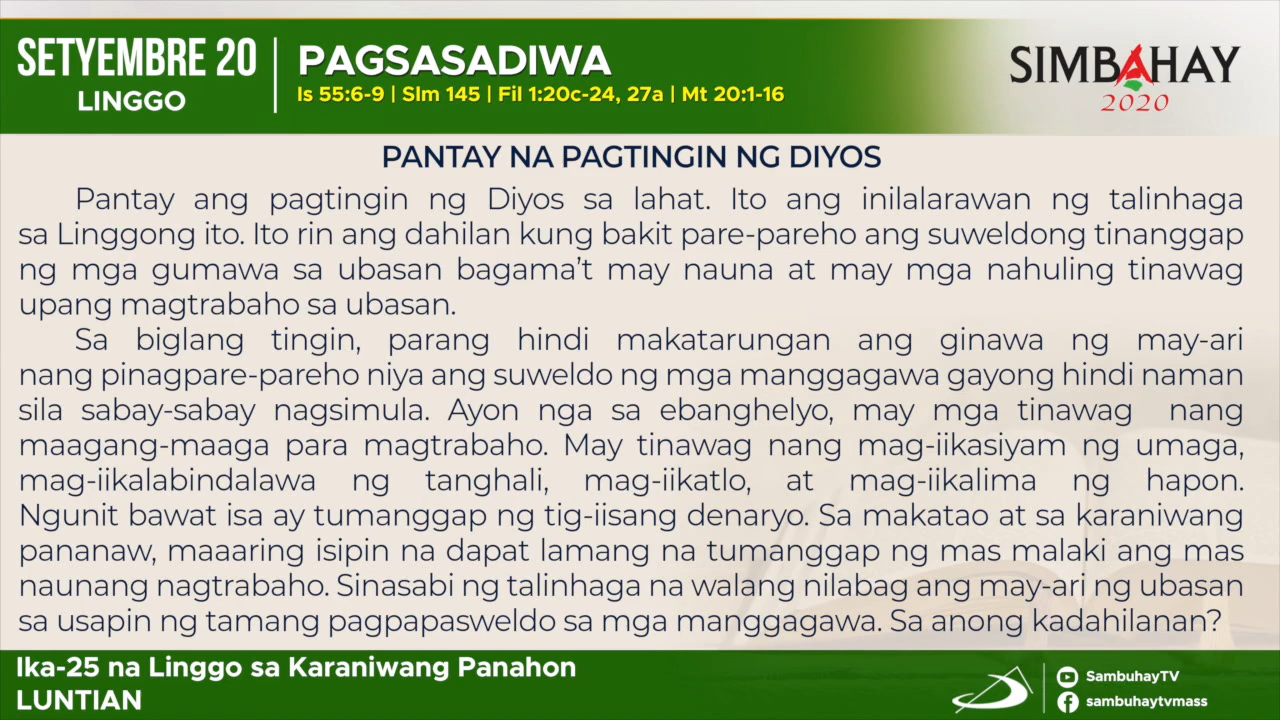 SETYEMBRE 20
LINGGO
PAGSASADIWA
Is 55:6-9 | Slm 145 | Fil 1:20c-24, 27a | Mt 20:1-16
SIMBAHAY
2020
PANTAY NA PAGTINGIN NG DIYOS
Pantay ang pagtingin ng Diyos sa lahat. Ito ang inilalarawan ng talinhaga
sa Linggong ito. Ito rin ang dahilan kung bakit pare-pareho ang suweldong tinanggap
ng mga gumawa sa ubasan bagama’t may nauna at may mga nahuling tinawag
upang magtrabaho sa ubasan.
Sa biglang tingin, parang hindi makatarungan ang ginawa ng may-ari
nang pinagpare-pareho niya ang suweldo ng mga manggagawa gayong hindi naman
sila sabay-sabay nagsimula. Ayon nga sa ebanghelyo, may mga tinawag nang
maagang-maaga para magtrabaho. May tinawag nang mag-iikasiyam ng umaga,
mag-iikalabindalawa ng tanghali, mag-iikatlo, at mag-iikalima ng hapon.
Ngunit bawat isa ay tumanggap ng tig-iisang denaryo. Sa makatao at sa karaniwang
pananaw, maaaring isipin na dapat lamang na tumanggap ng mas malaki ang mas
naunang nagtrabaho. Sinasabi ng talinhaga na walang nilabag ang may-ari ng ubasan
sa usapin ng tamang pagpapasweldo sa mga manggagawa. Sa anong kadahilanan?
Ika-25 na Linggo sa Karaniwang Panahon
LUNTIAN
SambuhayTV
sambuhaytvmass